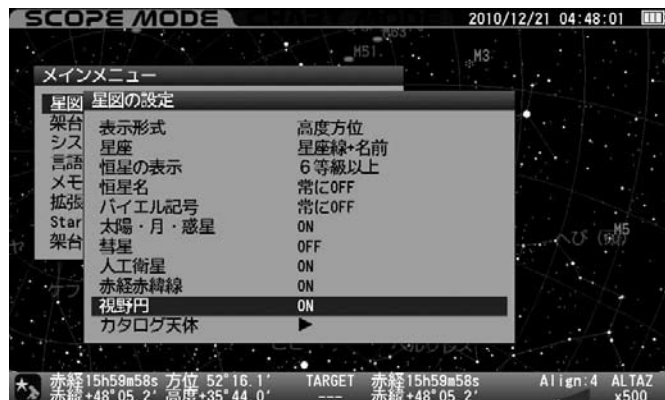 SCOPE MODE
2010/12/21 04:48:01
M63
M51
M3
メインメニュー
星図
架台
シス
言語
メモ
拡張
Star
架台
星図の設定
表示形式 高度方位
星座 星座線+名前
恒星の表示 6等級以上
恒星名 常にOFF
バイエル記号 常にOFF
太陽・月・惑星 ON
彗星 OFF
人工衛星 ON
赤経赤緯線 ON
視野円 ON
カタログ天体 ▶
M5
へび(頭)
赤経15h59m58s 方位 52°16.1' TARGET 赤経15h59m58s Align:4 ALTAZ
赤緯+48°05.2' 高度+35°44.0' --- 赤緯+48°05.2' x500